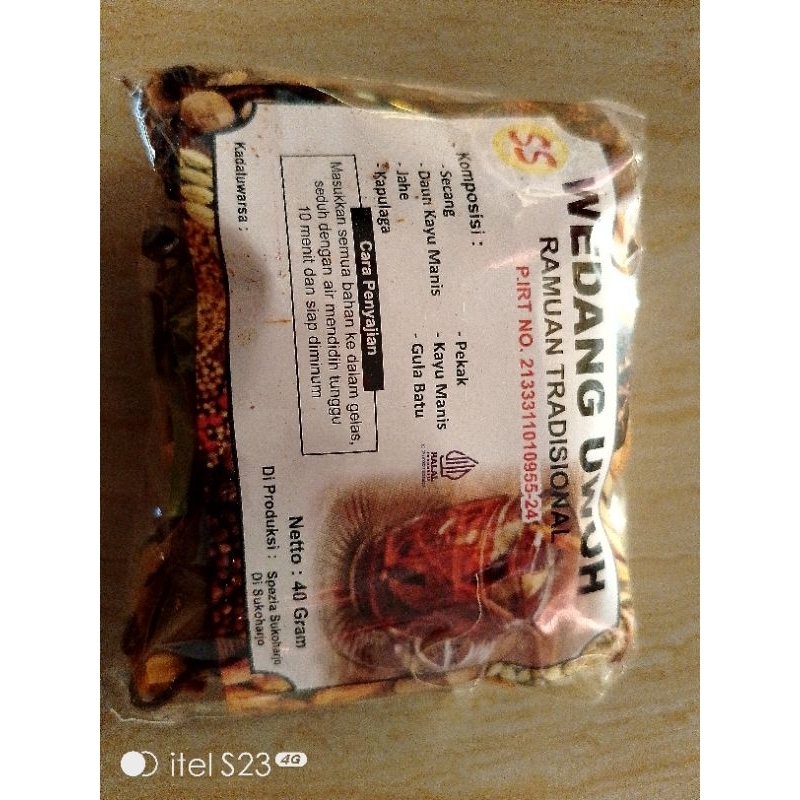 SS
WEDANG UWUH
RAMUAN TRADISIONAL
P.IRT NO. 2133311010955-24
Komposisi :
- Secang
- Daun Kayu Manis
- Jahe
- Kapulaga
- Pekak
- Kayu Manis
- Gula Batu
HALAL
Cara Penyajian
Masukkan semua bahan ke dalam gelas,
seduh dengan air mendidih tunggu
10 menit dan siap diminum
Kadaluwarsa :
Netto : 40 Gram
Di Produksi : Spezia Sukoharjo
Di Sukoharjo
itel S23 4G